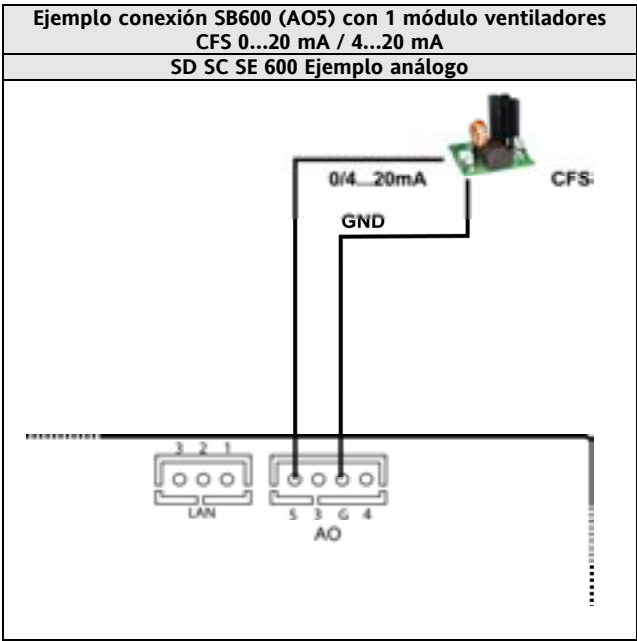 Ejemplo conexión SB600 (AO5) con 1 módulo ventiladores
CFS 0...20 mA / 4...20 mA
SD SC SE 600 Ejemplo análogo
0/4...20mA
CFS
GND
3 2 1
LAN
5 3 G 4
AO